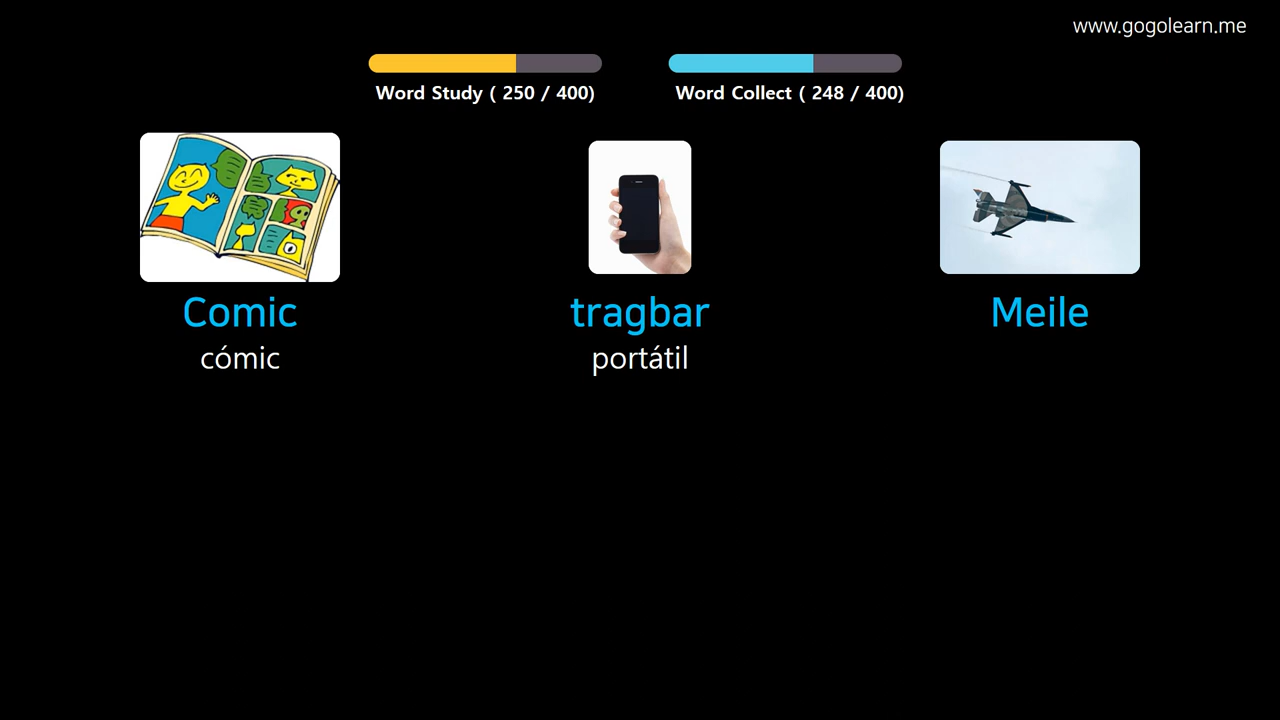 www.gogolearn.me
Word Study ( 250 / 400)
Word Collect ( 248 / 400)
Comic
cómic
tragbar
portátil
Meile